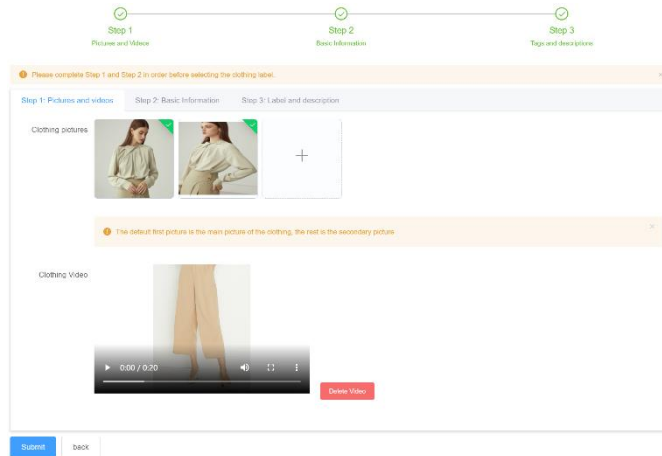 Step 1
Step 2
Step 3
Pictures and Videos
Basic Information
Tags and descriptions
Please complete Step 1 and Step 2 in order before selecting the clothing label.
Step 1: Pictures and videos
Step 2: Basic Information
Step 3: Label and description
Clothing pictures
The default first picture is the main picture of the clothing, the rest is the secondary picture
Clothing Video
0:00 / 0:20
Delete Video
Submit
back